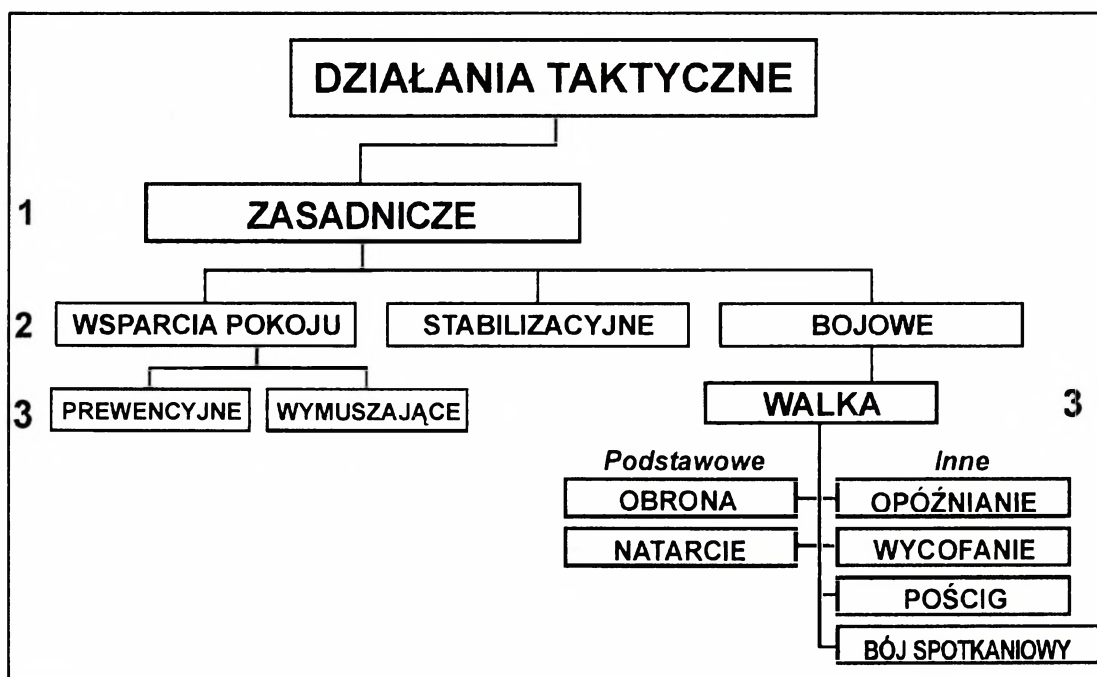 DZIAŁANIA TAKTYCZNE
1
ZASADNICZE
2
WSPARCIA POKOJU
STABILIZACYJNE
BOJOWE
3
PREWENCYJNE
WYMUSZAJĄCE
WALKA
3
Podstawowe
Inne
OBRONA
OPÓŹNIANIE
NATARCIE
WYCOFANIE
POŚCIG
BÓJ SPOTKANIOWY